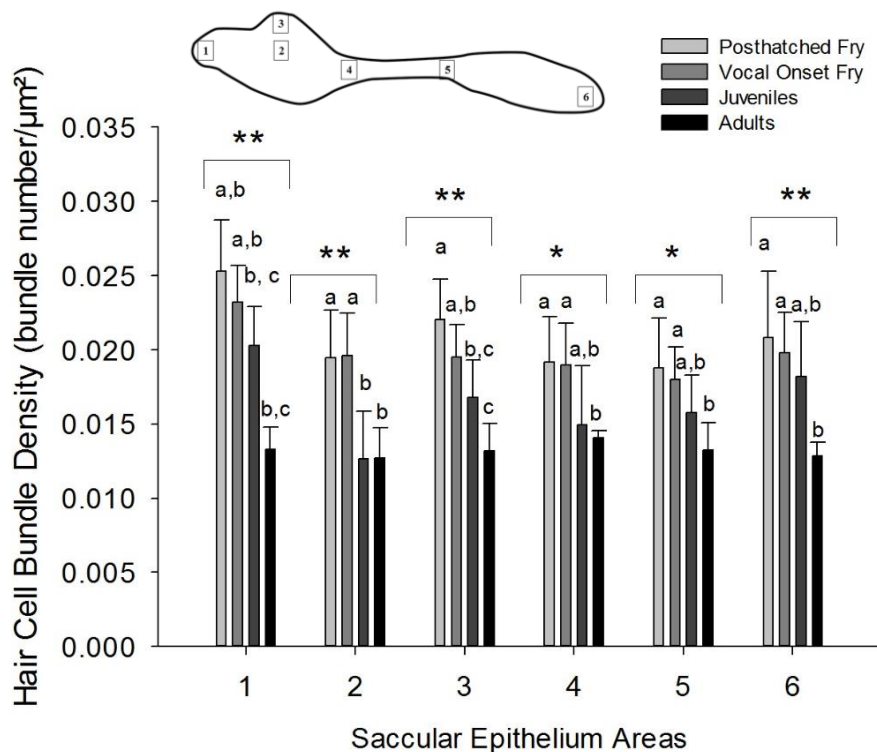 3
1
2
4
5
6
Posthatched Fry
Vocal Onset Fry
Juveniles
Adults
Hair Cell Bundle Density (bundle number/µm²)
0.035
0.030
0.025
0.020
0.015
0.010
0.005
0.000
**
a,b
a,b
b, c
b,c
**
a
a
b
b
**
a
a,b
b,c
c
*
a
a
a,b
b
*
a
a
a,b
b
**
a
a
a,b
b
1 2 3 4 5 6
Saccular Epithelium Areas